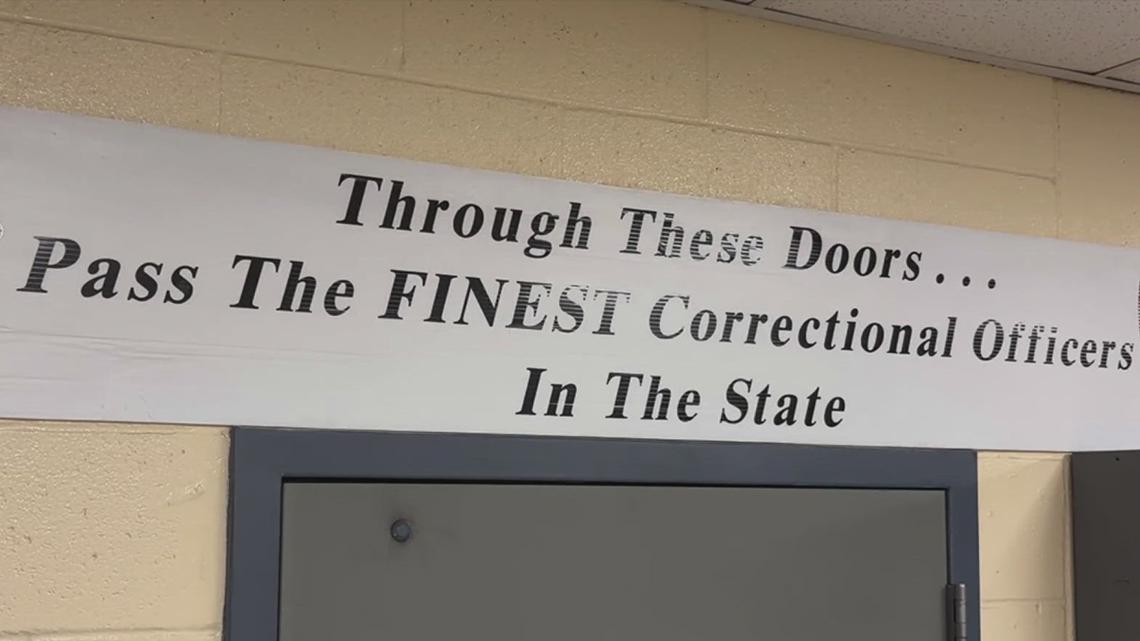 Through These Doors . . .
Pass The FINEST Correctional Officers
In The State